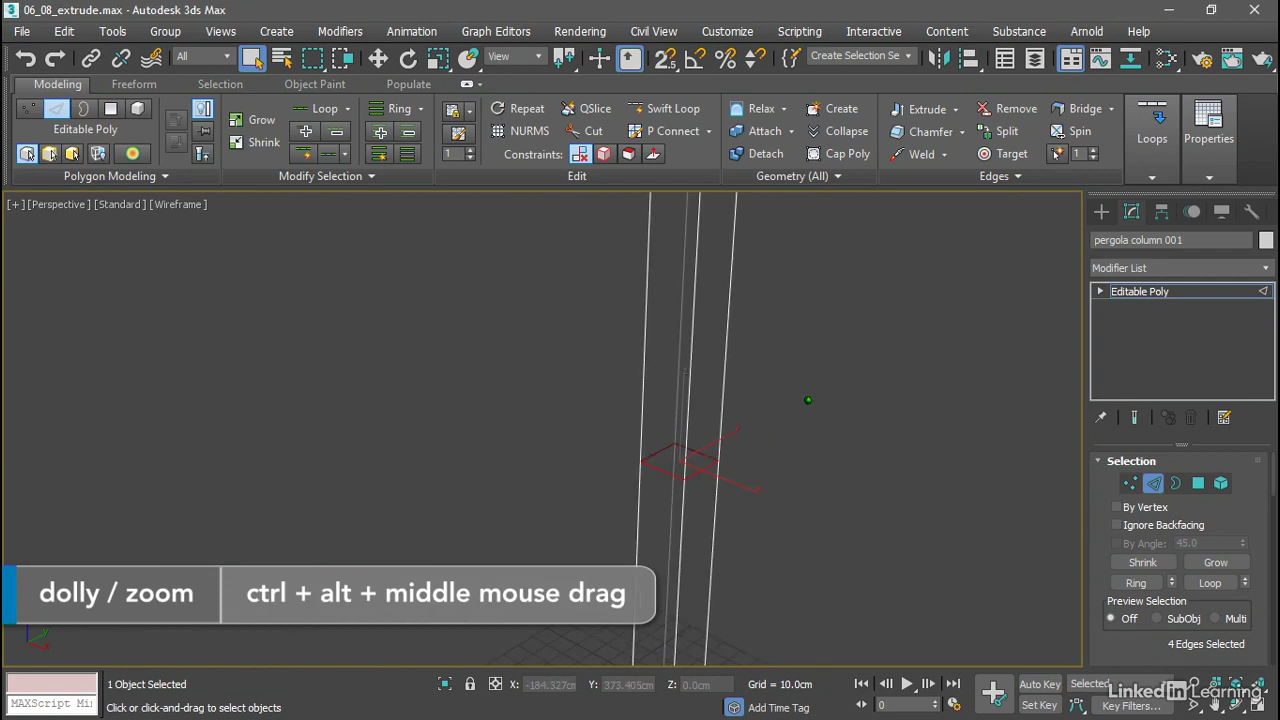 06_08_extrude.max - Autodesk 3ds Max
File Edit Tools Group Views Create Modifiers Animation Graph Editors Rendering Civil View Customize Scripting Interactive Content Substance Arnold Help
All View Create Selection Se
Modeling Freeform Selection Object Paint Populate
Grow Loop Ring Repeat QSlice Swift Loop Relax Create Extrude Remove Bridge
Editable Poly Shrink NURMS Cut P Connect Attach Collapse Chamfer Split Spin Loops Properties
1 Constraints: Detach Cap Poly Weld Target 1
Polygon Modeling Modify Selection Edit Geometry (All) Edges
[+] [Perspective] [Standard] [Wireframe]
pergola column 001
Modifier List
Editable Poly
Selection
By Vertex
Ignore Backfacing
By Angle: 45.0
Shrink Grow
Ring Loop
Preview Selection
Off SubObj Multi
4 Edges Selected
dolly / zoom ctrl + alt + middle mouse drag
1 Object Selected X: -184.327cm Y: 373.405cm Z: 0.0cm Grid = 10.0cm Auto Key Selected
LinkedIn Learning
MAXScript Mi Click or click-and-drag to select objects Add Time Tag 0 Set Key Key Filters...